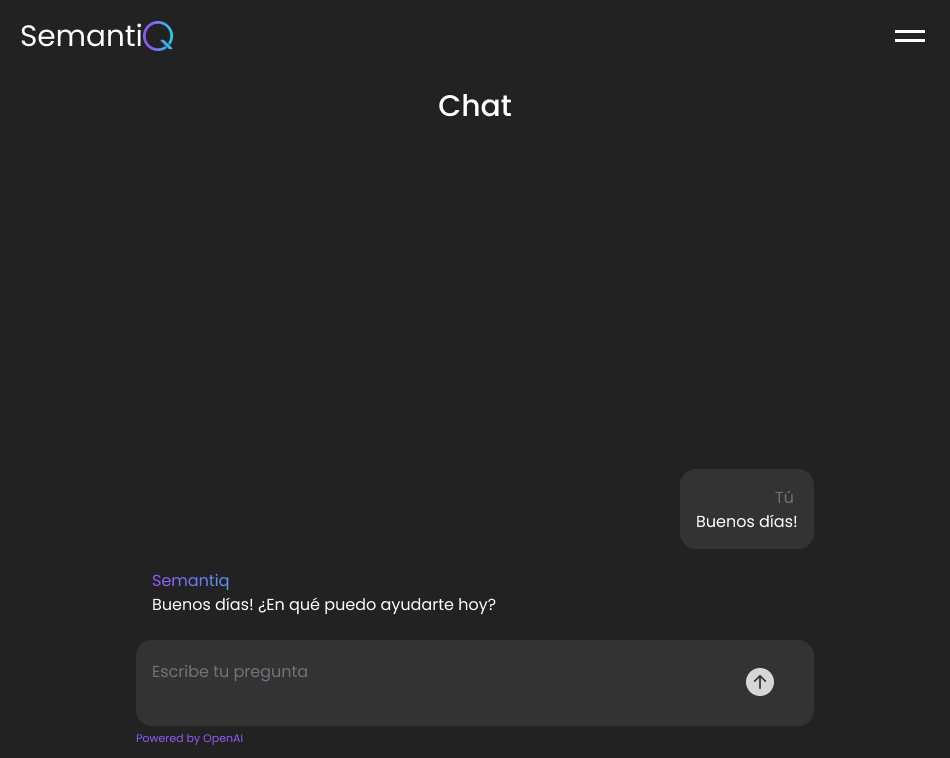 SemantiQ
Chat
Tú
Buenos días!
Semantiq
Buenos días! ¿En qué puedo ayudarte hoy?
Escribe tu pregunta
Powered by OpenAI